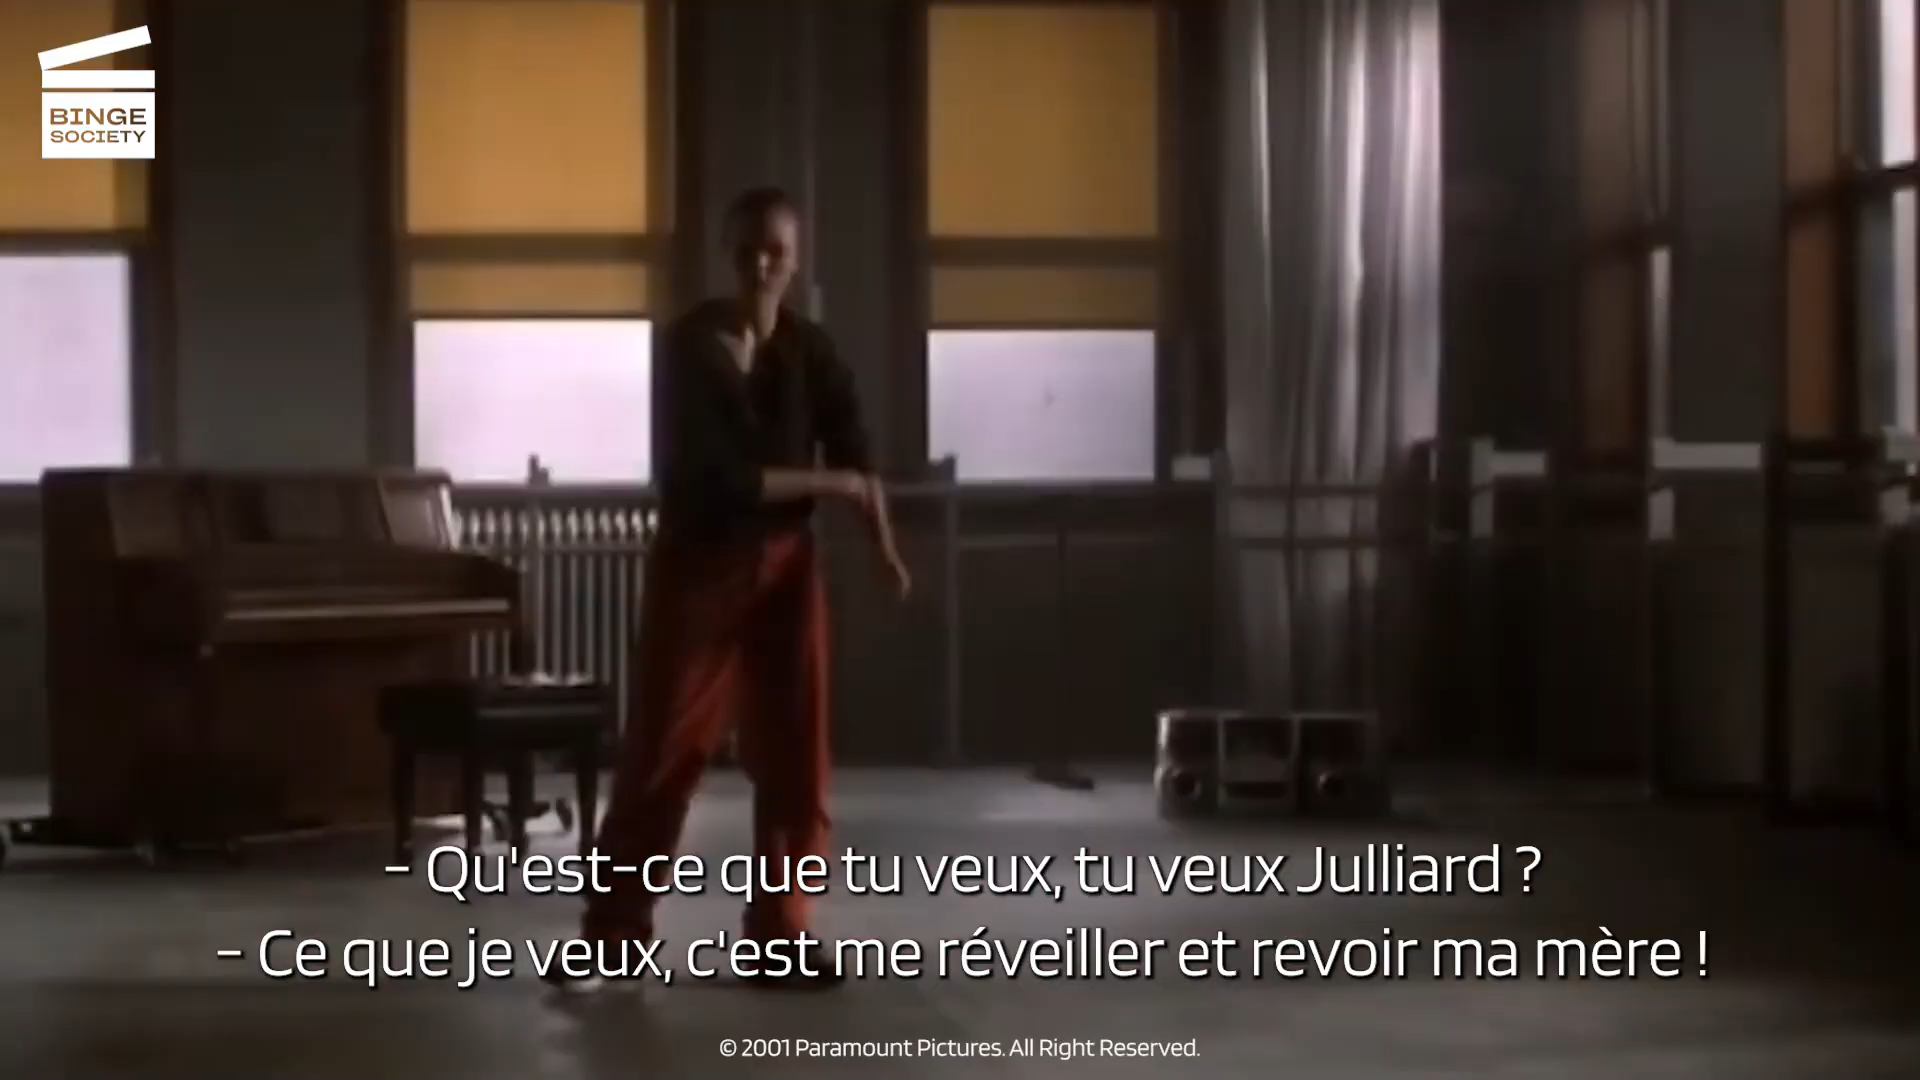 BINGE
SOCIETY
- Qu'est-ce que tu veux, tu veux Julliard ?
- Ce que je veux, c'est me réveiller et revoir ma mère !
© 2001 Paramount Pictures. All Right Reserved.